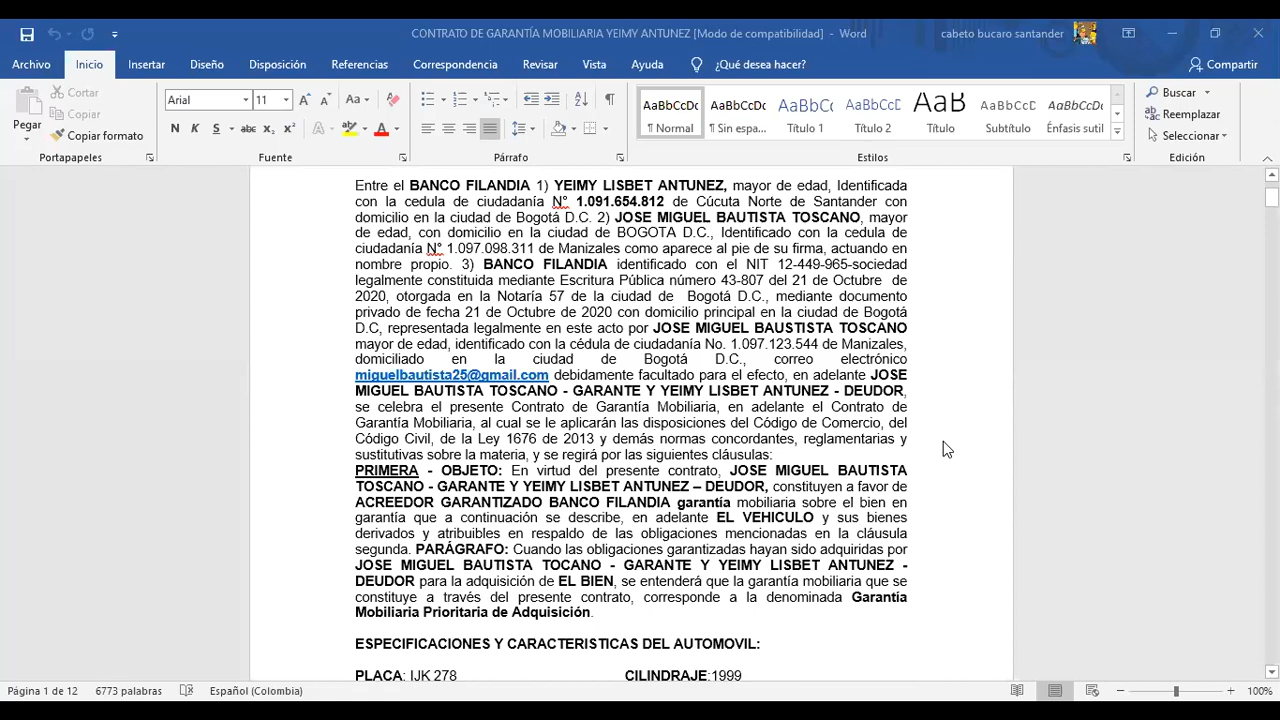 CONTRATO DE GARANTÍA MOBILIARIA YEIMY ANTUNEZ [Modo de compatibilidad] - Word
cabeto bucaro santander
Archivo Inicio Insertar Diseño Disposición Referencias Correspondencia Revisar Vista Ayuda ¿Qué desea hacer? Compartir
Pegar
Cortar
Copiar
Copiar formato
Portapapeles
Arial 11
N K S abc x₂ x²
Fuente
Párrafo
AaBbCcDc AaBbCcDc AaBbCc AaBbCcD AaB AaBbCcD AaBbCcDc
¶ Normal ¶ Sin espa... Título 1 Título 2 Título Subtítulo Énfasis sutil
Estilos
Buscar
Reemplazar
Seleccionar
Edición
Entre el BANCO FILANDIA 1) YEIMY LISBET ANTUNEZ, mayor de edad, Identificada
con la cedula de ciudadanía N° 1.091.654.812 de Cúcuta Norte de Santander con
domicilio en la ciudad de Bogotá D.C. 2) JOSE MIGUEL BAUTISTA TOSCANO, mayor
de edad, con domicilio en la ciudad de BOGOTA D.C., Identificado con la cedula de
ciudadanía N° 1.097.098.311 de Manizales como aparece al pie de su firma, actuando en
nombre propio. 3) BANCO FILANDIA identificado con el NIT 12-449-965-sociedad
legalmente constituida mediante Escritura Pública número 43-807 del 21 de Octubre de
2020, otorgada en la Notaría 57 de la ciudad de Bogotá D.C., mediante documento
privado de fecha 21 de Octubre de 2020 con domicilio principal en la ciudad de Bogotá
D.C, representada legalmente en este acto por JOSE MIGUEL BAUSTISTA TOSCANO
mayor de edad, identificado con la cédula de ciudadanía No. 1.097.123.544 de Manizales,
domiciliado en la ciudad de Bogotá D.C., correo electrónico
miguelbautista25@gmail.com debidamente facultado para el efecto, en adelante JOSE
MIGUEL BAUTISTA TOSCANO - GARANTE Y YEIMY LISBET ANTUNEZ - DEUDOR,
se celebra el presente Contrato de Garantía Mobiliaria, en adelante el Contrato de
Garantía Mobiliaria, al cual se le aplicarán las disposiciones del Código de Comercio, del
Código Civil, de la Ley 1676 de 2013 y demás normas concordantes, reglamentarias y
sustitutivas sobre la materia, y se regirá por las siguientes cláusulas:
PRIMERA - OBJETO: En virtud del presente contrato, JOSE MIGUEL BAUTISTA
TOSCANO - GARANTE Y YEIMY LISBET ANTUNEZ – DEUDOR, constituyen a favor de
ACREEDOR GARANTIZADO BANCO FILANDIA garantía mobiliaria sobre el bien en
garantía que a continuación se describe, en adelante EL VEHICULO y sus bienes
derivados y atribuibles en respaldo de las obligaciones mencionadas en la cláusula
segunda. PARÁGRAFO: Cuando las obligaciones garantizadas hayan sido adquiridas por
JOSE MIGUEL BAUTISTA TOCANO - GARANTE Y YEIMY LISBET ANTUNEZ -
DEUDOR para la adquisición de EL BIEN, se entenderá que la garantía mobiliaria que se
constituye a través del presente contrato, corresponde a la denominada Garantía
Mobiliaria Prioritaria de Adquisición.
ESPECIFICACIONES Y CARACTERISTICAS DEL AUTOMOVIL:
PLACA: IJK 278 CILINDRAJE:1999
Página 1 de 12 6773 palabras Español (Colombia) 100%